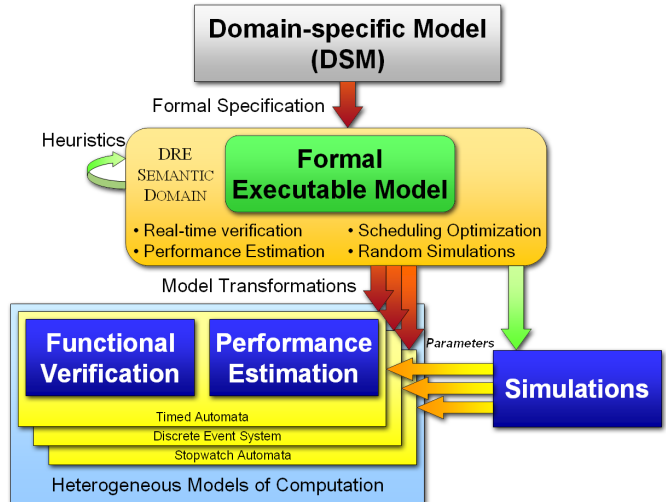 Domain-specific Model
(DSM)
Formal Specification
Heuristics
DRE
SEMANTIC
DOMAIN
Formal
Executable Model
• Real-time verification
• Scheduling Optimization
• Performance Estimation
• Random Simulations
Model Transformations
Functional
Verification
Performance
Estimation
Parameters
Simulations
Timed Automata
Discrete Event System
Stopwatch Automata
Heterogeneous Models of Computation